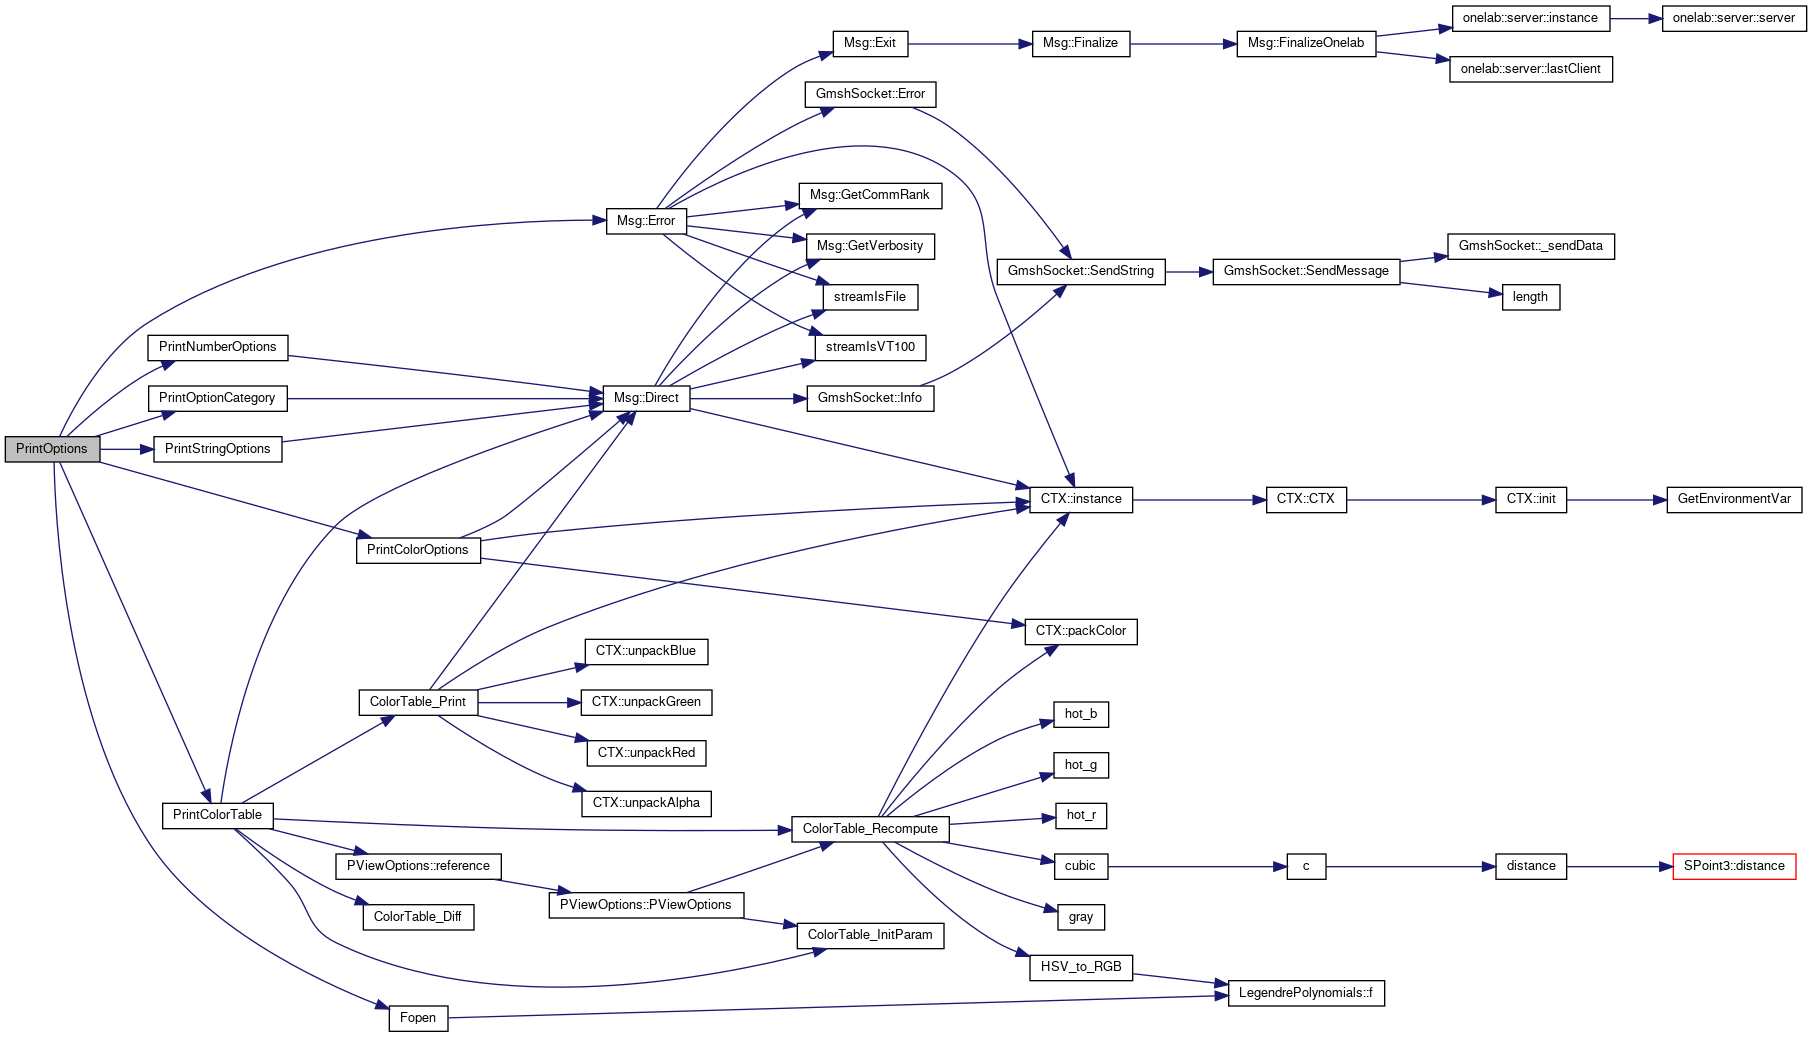 onelab::server::instance
onelab::server::server
Msg::Exit
Msg::Finalize
Msg::FinalizeOnelab
onelab::server::lastClient
GmshSocket::Error
Msg::GetCommRank
Msg::Error
Msg::GetVerbosity
GmshSocket::_sendData
GmshSocket::SendString
GmshSocket::SendMessage
streamIsFile
length
PrintNumberOptions
streamIsVT100
PrintOptionCategory
Msg::Direct
GmshSocket::Info
PrintOptions
PrintStringOptions
CTX::instance
CTX::CTX
CTX::init
GetEnvironmentVar
PrintColorOptions
CTX::packColor
CTX::unpackBlue
ColorTable_Print
CTX::unpackGreen
hot_b
CTX::unpackRed
hot_g
CTX::unpackAlpha
PrintColorTable
hot_r
ColorTable_Recompute
PViewOptions::reference
cubic
c
distance
SPoint3::distance
PViewOptions::PViewOptions
ColorTable_Diff
gray
ColorTable_InitParam
HSV_to_RGB
LegendrePolynomials::f
Fopen